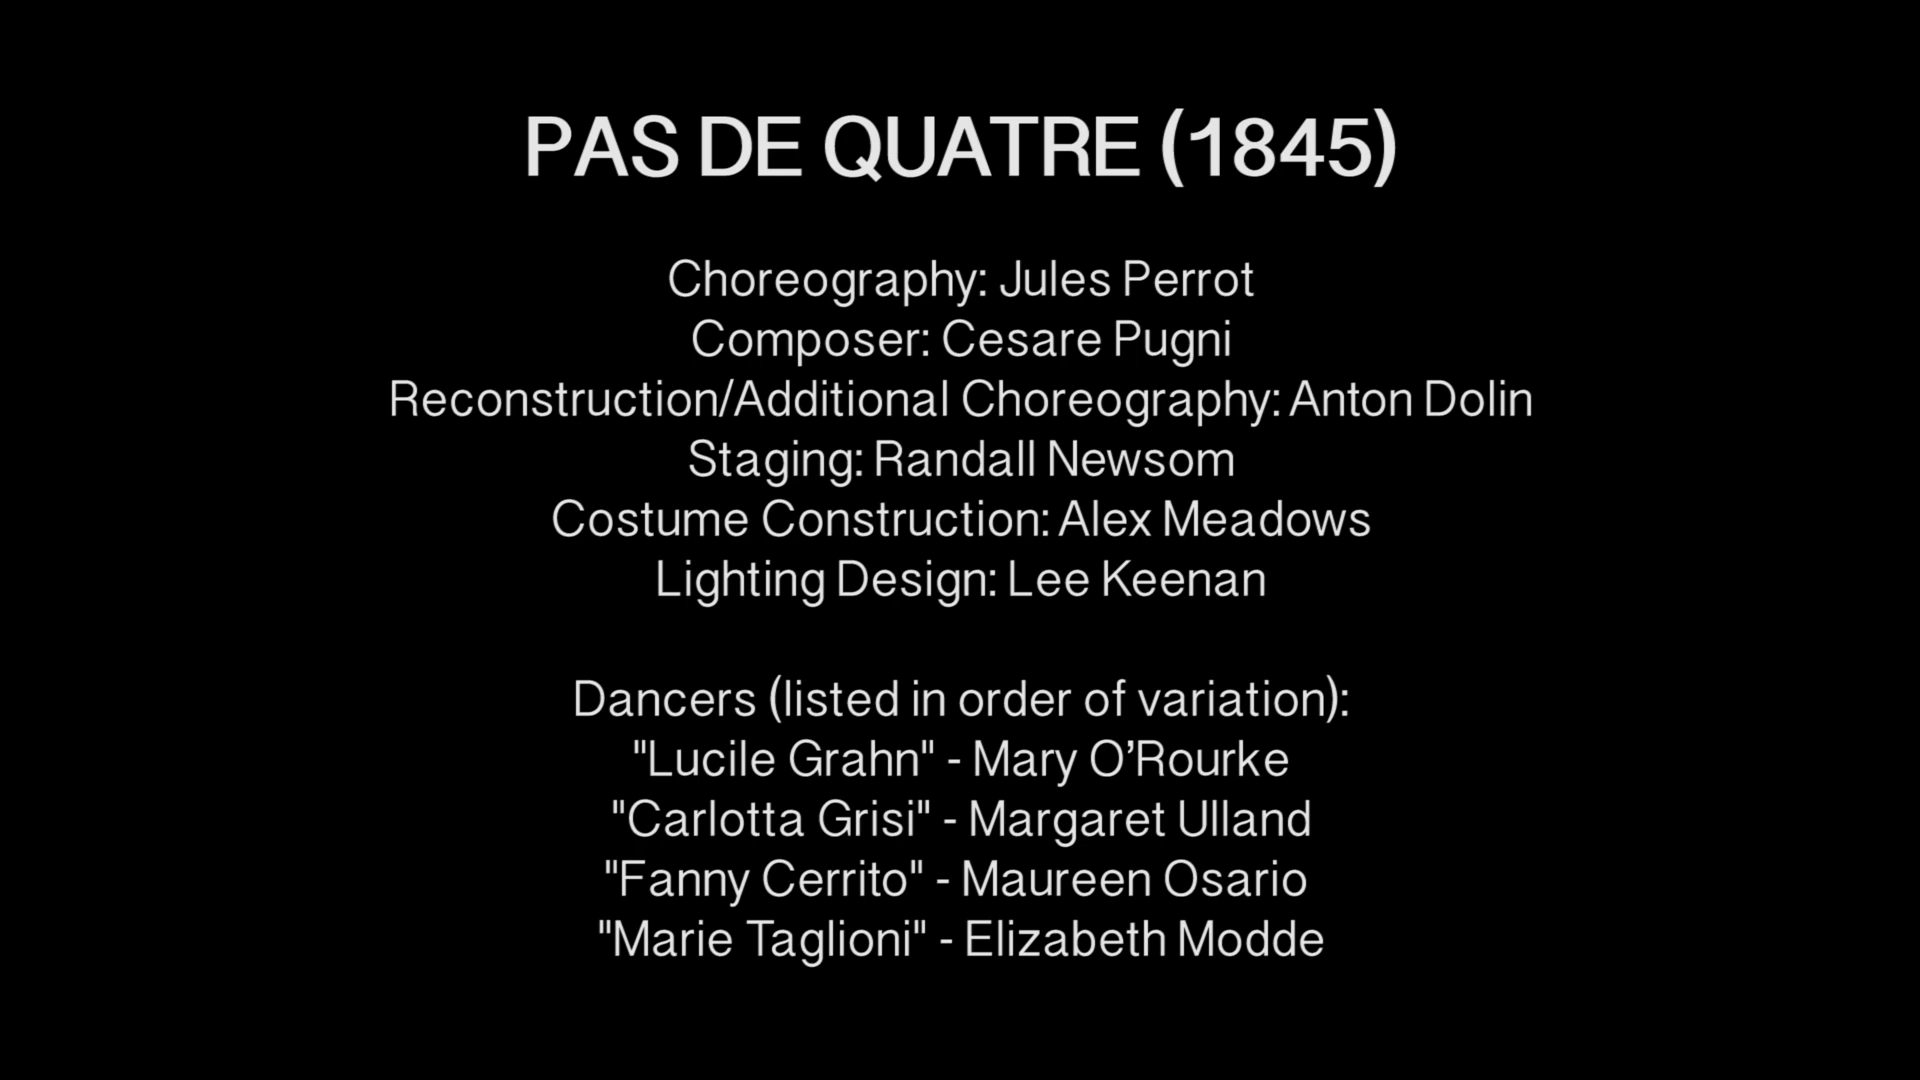 PAS DE QUATRE (1845)
Choreography: Jules Perrot
Composer: Cesare Pugni
Reconstruction/Additional Choreography: Anton Dolin
Staging: Randall Newsom
Costume Construction: Alex Meadows
Lighting Design: Lee Keenan
Dancers (listed in order of variation):
"Lucile Grahn" - Mary O’Rourke
"Carlotta Grisi" - Margaret Ulland
"Fanny Cerrito" - Maureen Osario
"Marie Taglioni" - Elizabeth Modde